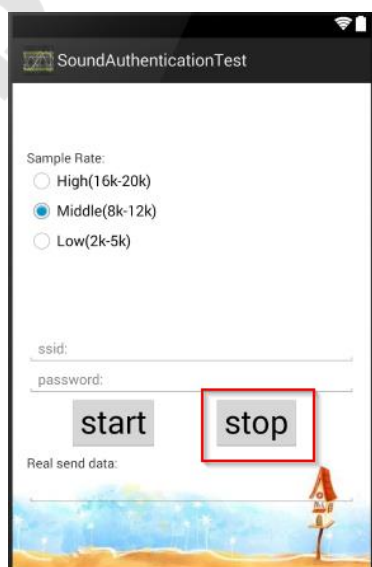 SoundAuthenticationTest
Sample Rate:
High(16k-20k)
Middle(8k-12k)
Low(2k-5k)
ssid:
password:
start stop
Real send data: